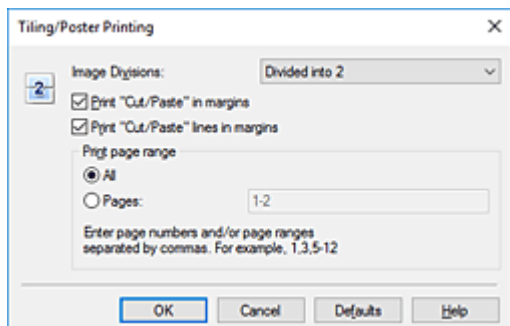 Tiling/Poster Printing
Image Divisions: Divided into 2
2
Print "Cut/Paste" in margins
Print "Cut/Paste" lines in margins
Print page range
All
Pages: 1-2
Enter page numbers and/or page ranges
separated by commas. For example, 1,3,5-12
OK Cancel Defaults Help